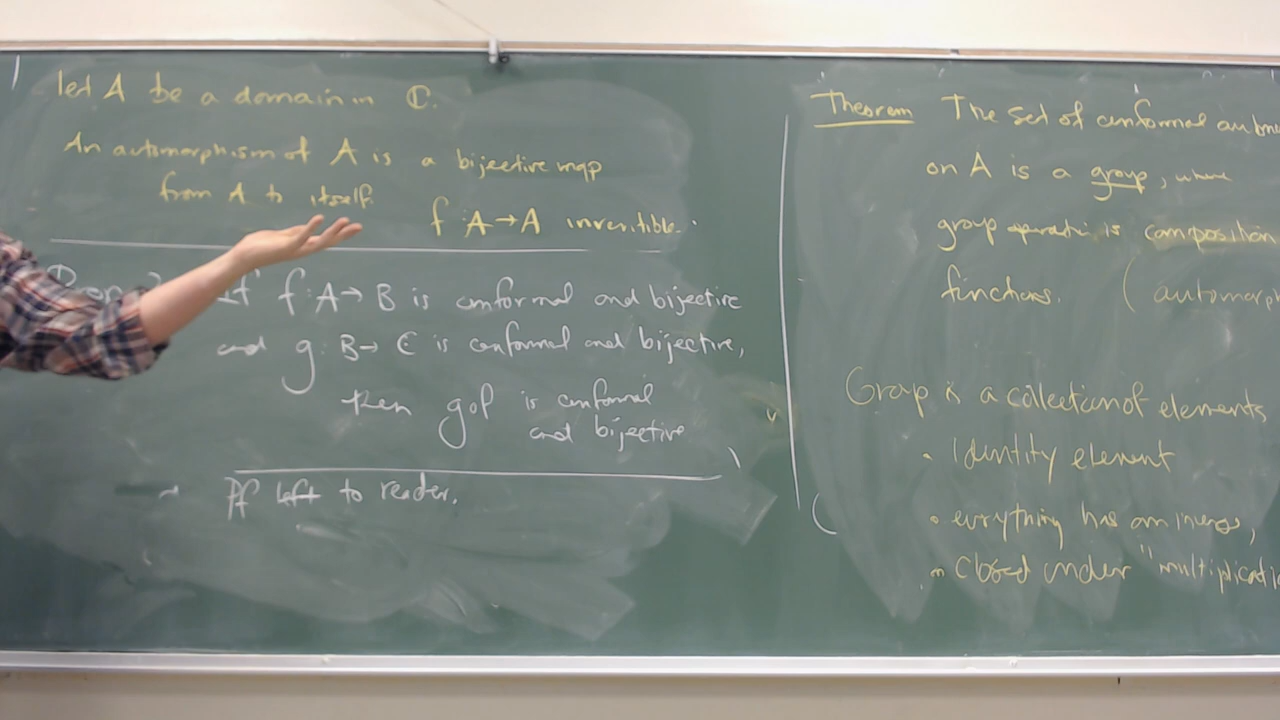 let A be a domain in ℂ.
An automorphism of A is a bijective map
from A to itself.
f: A → A invertible.
If f: A → B is conformal and bijective
and g: B → C is conformal and bijective,
then g∘f is conformal
and bijective
Pf left to reader.
Theorem The set of conformal
on A is a group, where
group operation is composition
functions. (
Group is a collection of elements
• Identity element
• everything has an inverse,
• Closed under "